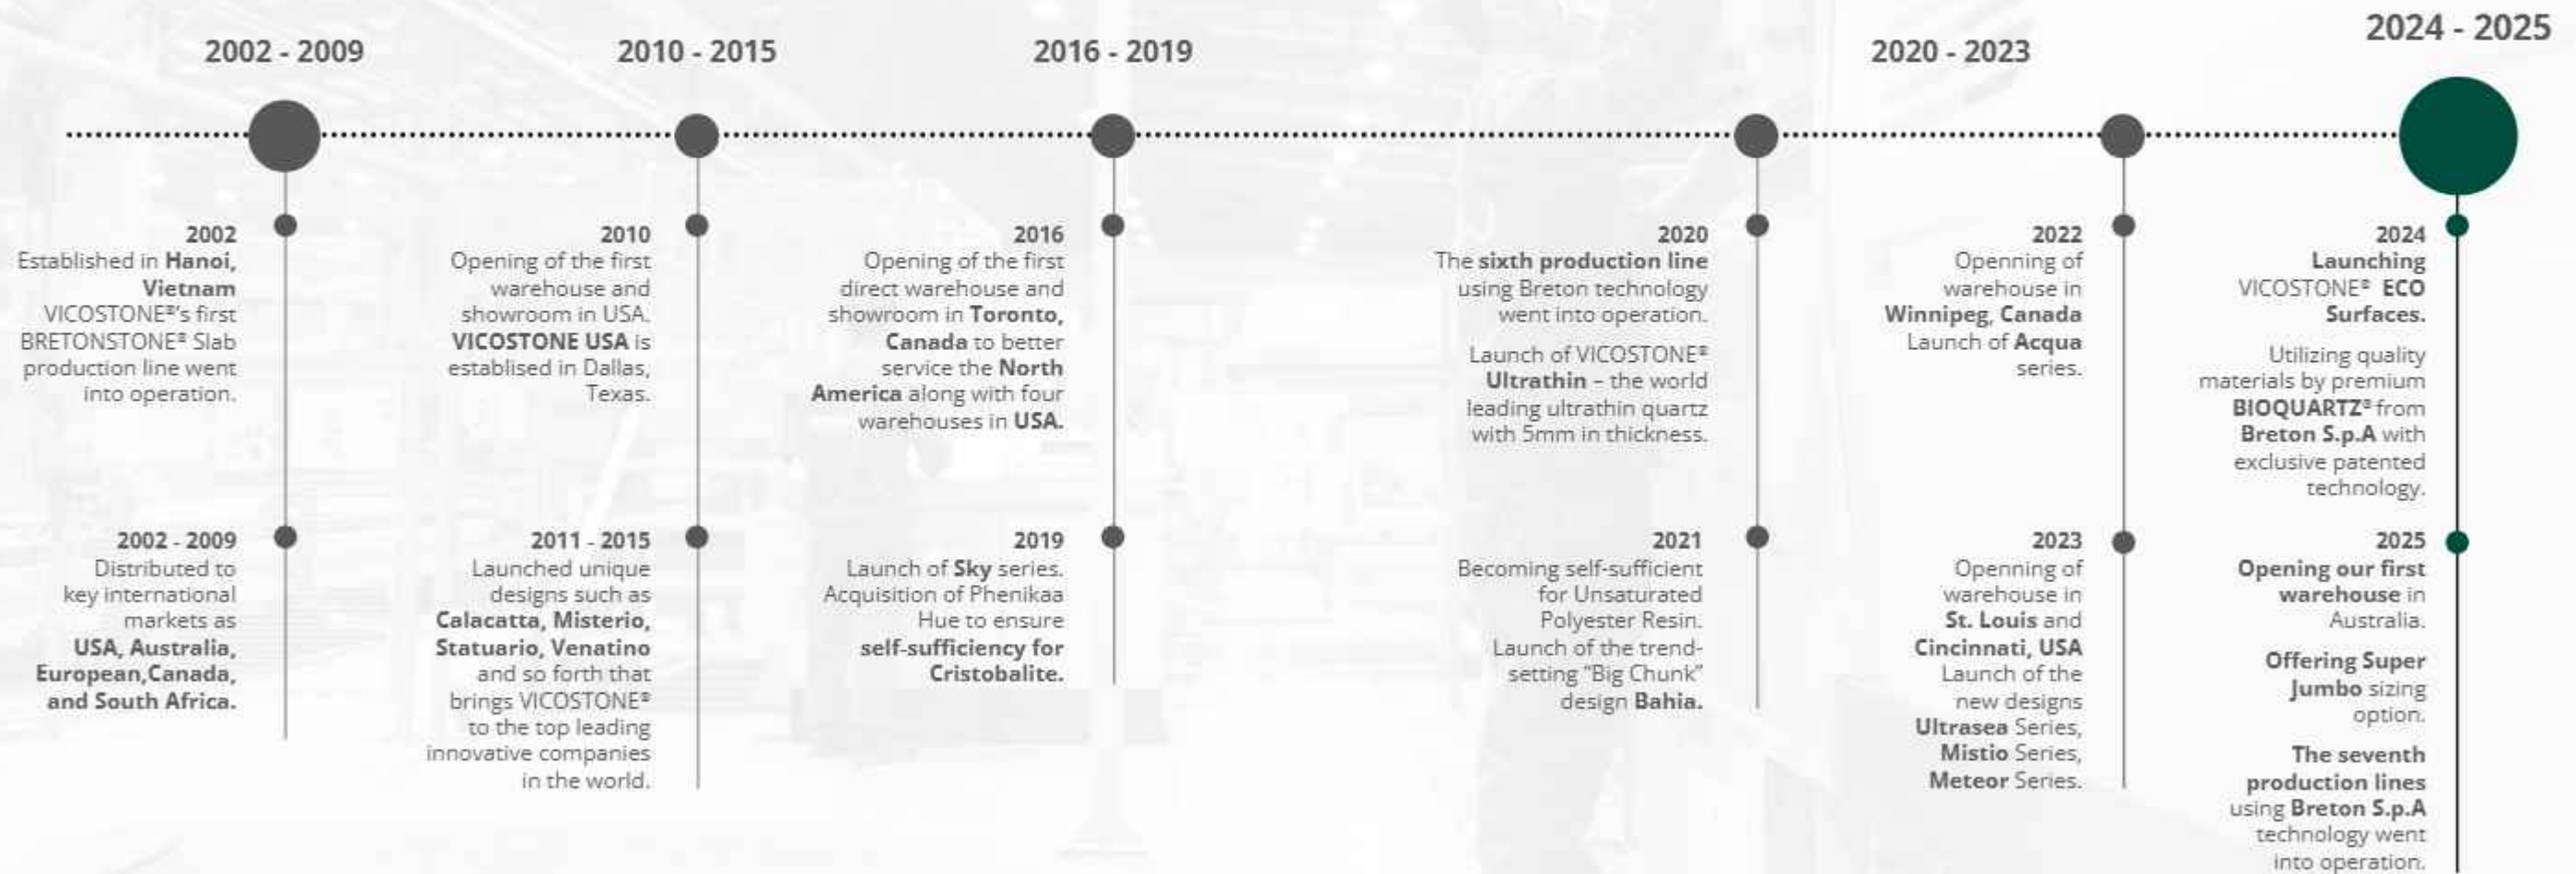 2002 - 2009
2010 - 2015
2016 - 2019
2020 - 2023
2024 - 2025
2002
Established in Hanoi,
Vietnam
VICOSTONE®'s first
BRETONSTONE® Slab
production line went
into operation.
2002 - 2009
Distributed to
key international
markets as
USA, Australia,
European,Canada,
and South Africa.
2010
Opening of the first
warehouse and
showroom in USA.
VICOSTONE USA is
establised in Dallas,
Texas.
2011 - 2015
Launched unique
designs such as
Calacatta, Misterio,
Statuario, Venatino
and so forth that
brings VICOSTONE®
to the top leading
innovative companies
in the world.
2016
Opening of the first
direct warehouse and
showroom in Toronto,
Canada to better
service the North
America along with four
warehouses in USA.
2019
Launch of Sky series.
Acquisition of Phenikaa
Hue to ensure
self-sufficiency for
Cristobalite.
2020
The sixth production line
using Breton technology
went into operation.
Launch of VICOSTONE®
Ultrathin – the world
leading ultrathin quartz
with 5mm in thickness.
2021
Becoming self-sufficient
for Unsaturated
Polyester Resin.
Launch of the trend-
setting “Big Chunk”
design Bahia.
2022
Openning of
warehouse in
Winnipeg, Canada
Launch of Acqua
series.
2023
Openning of
warehouse in
St. Louis and
Cincinnati, USA
Launch of the
new designs
Ultrasea Series,
Mistio Series,
Meteor Series.
2024
Launching
VICOSTONE® ECO
Surfaces.
Utilizing quality
materials by premium
BIOQUARTZ® from
Breton S.p.A with
exclusive patented
technology.
2025
Opening our first
warehouse in
Australia.
Offering Super
Jumbo sizing
option.
The seventh
production lines
using Breton S.p.A
technology went
into operation.